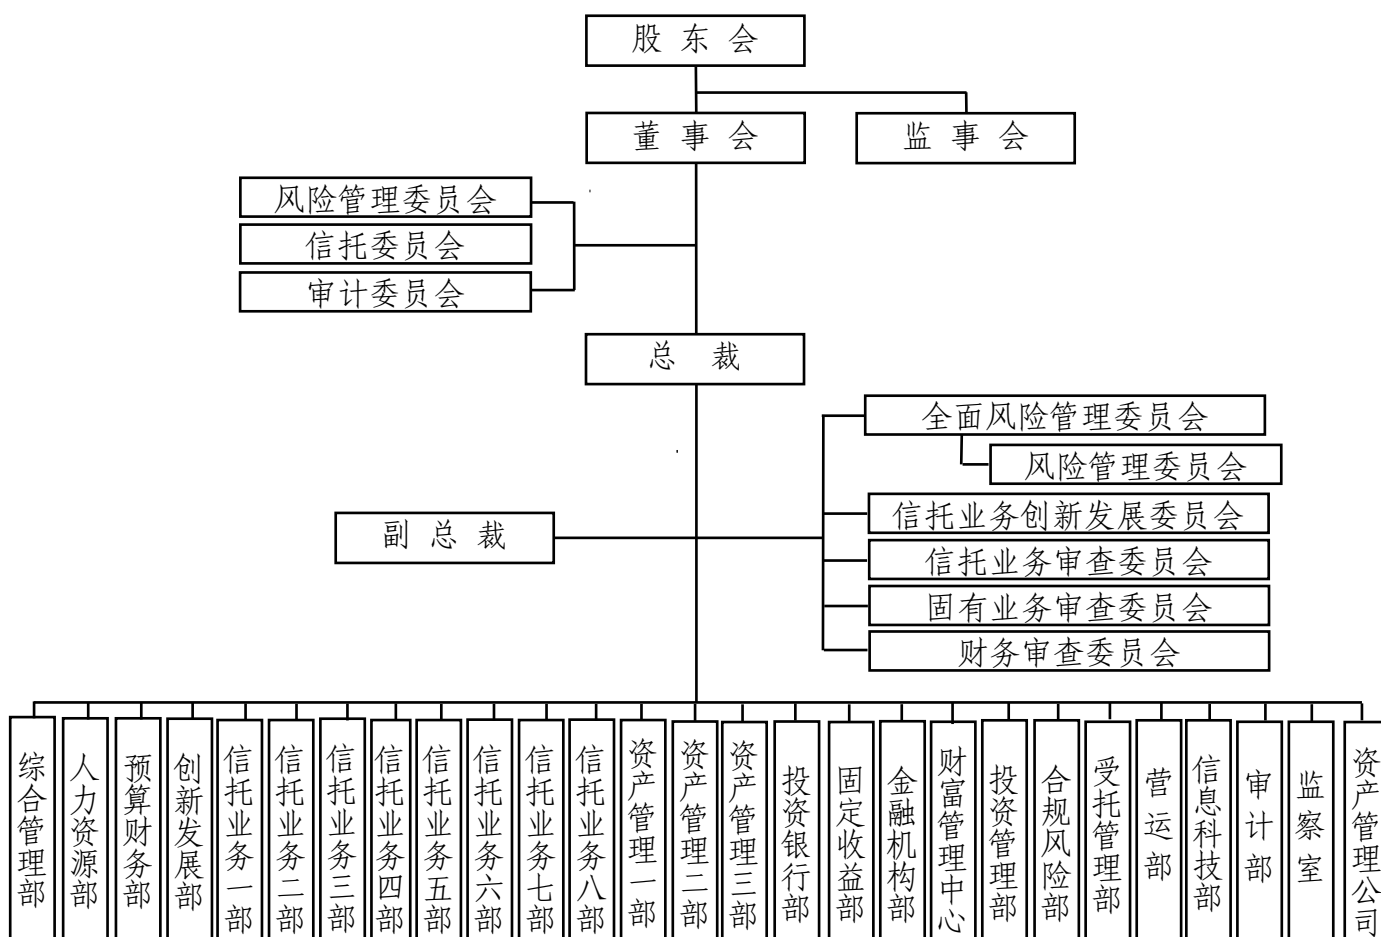 股东会
董事会
监事会
风险管理委员会
信托委员会
审计委员会
总裁
全面风险管理委员会
风险管理委员会
副总裁
信托业务创新发展委员会
信托业务审查委员会
固有业务审查委员会
财务审查委员会
综合管理部
人力资源部
预算财务部
创新发展部
信托业务一部
信托业务二部
信托业务三部
信托业务四部
信托业务五部
信托业务六部
信托业务七部
信托业务八部
资产管理一部
资产管理二部
资产管理三部
投资银行部
固定收益部
金融机构部
财富管理中心
投资管理部
合规风险部
受托管理部
营运部
信息科技部
审计部
监察室
资产管理公司